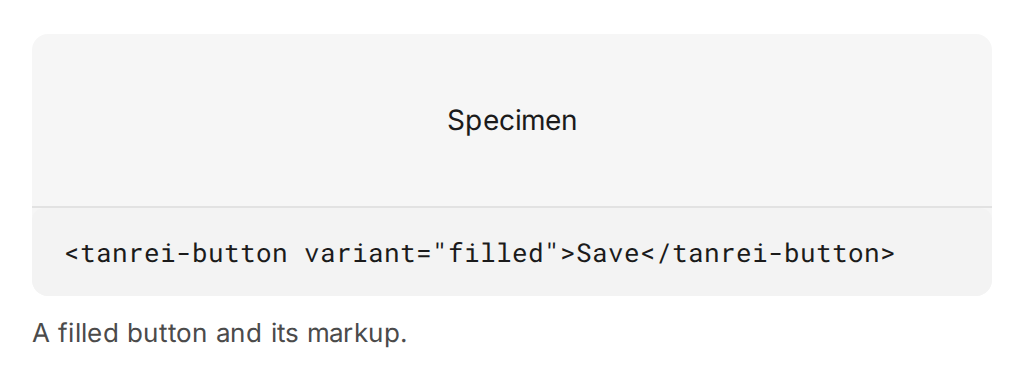 Specimen
<tanrei-button variant="filled">Save</tanrei-button>
A filled button and its markup.